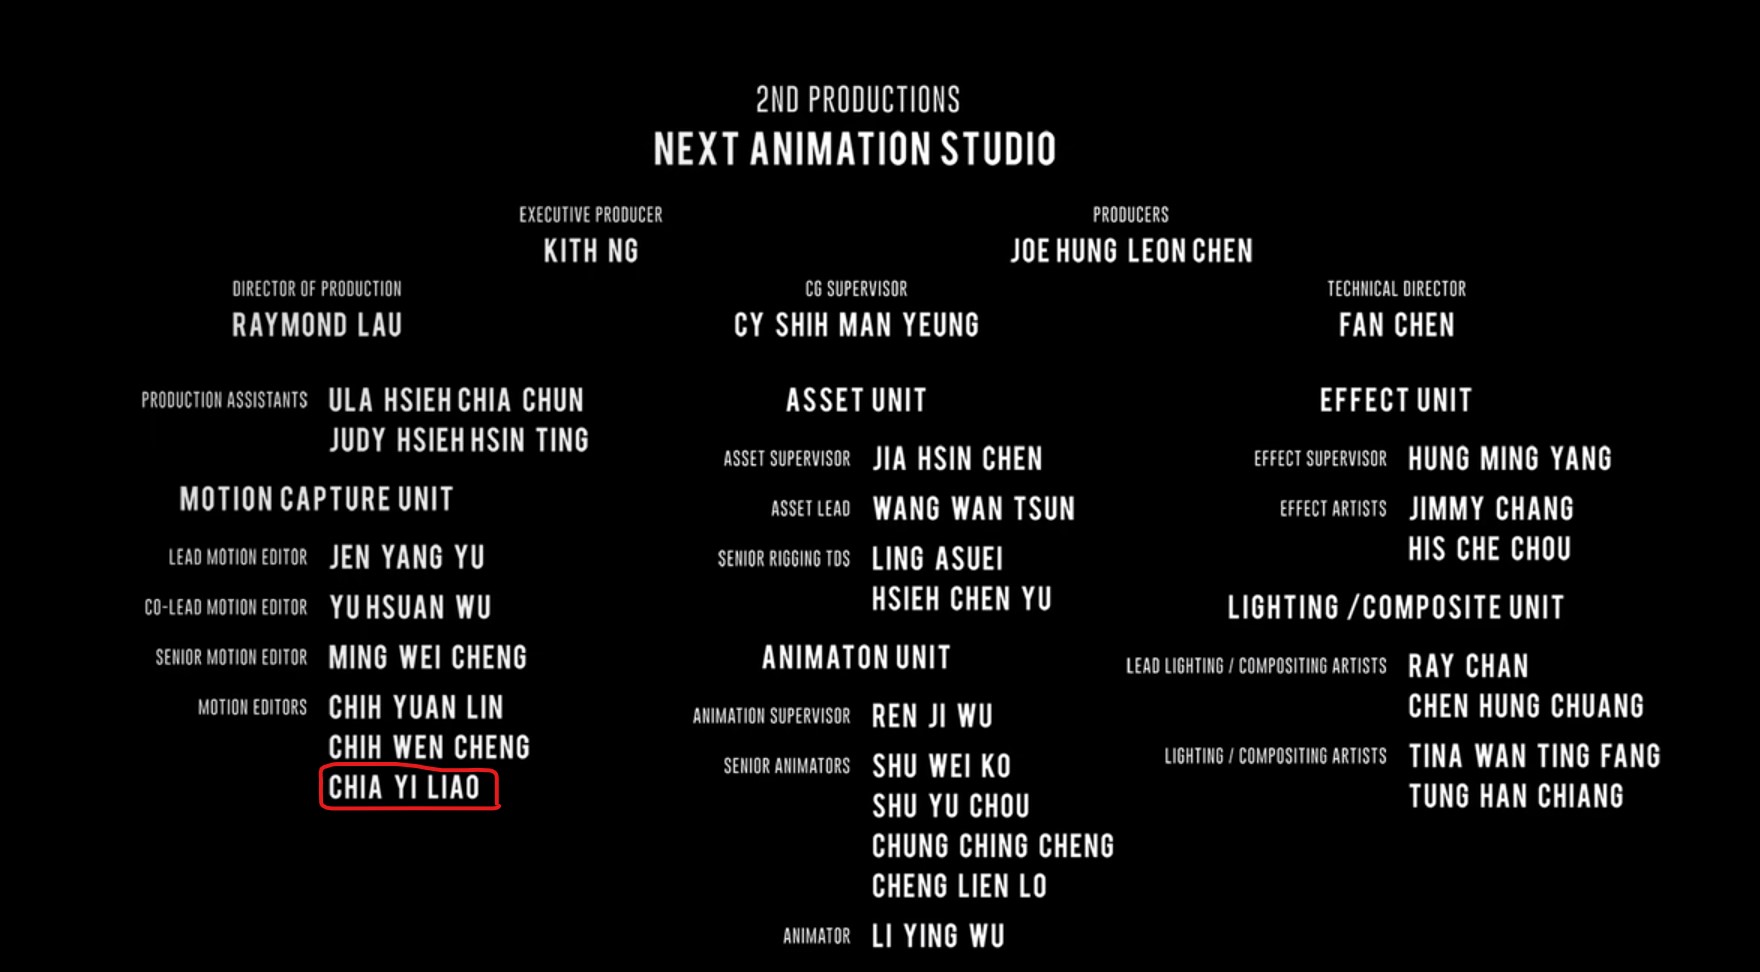 2ND PRODUCTIONS
NEXT ANIMATION STUDIO
EXECUTIVE PRODUCER
KITH NG
PRODUCERS
JOE HUNG LEON CHEN
DIRECTOR OF PRODUCTION
RAYMOND LAU
CG SUPERVISOR
CY SHIH MAN YEUNG
TECHNICAL DIRECTOR
FAN CHEN
PRODUCTION ASSISTANTS ULA HSIEH CHIA CHUN
JUDY HSIEH HSIN TING
MOTION CAPTURE UNIT
LEAD MOTION EDITOR JEN YANG YU
CO-LEAD MOTION EDITOR YU HSUAN WU
SENIOR MOTION EDITOR MING WEI CHENG
MOTION EDITORS CHIH YUAN LIN
CHIH WEN CHENG
CHIA YI LIAO
ASSET UNIT
ASSET SUPERVISOR JIA HSIN CHEN
ASSET LEAD WANG WAN TSUN
SENIOR RIGGING TDS LING ASUEI
HSIEH CHEN YU
ANIMATON UNIT
ANIMATION SUPERVISOR REN JI WU
SENIOR ANIMATORS SHU WEI KO
SHU YU CHOU
CHUNG CHING CHENG
CHENG LIEN LO
ANIMATOR LI YING WU
EFFECT UNIT
EFFECT SUPERVISOR HUNG MING YANG
EFFECT ARTISTS JIMMY CHANG
HIS CHE CHOU
LIGHTING /COMPOSITE UNIT
LEAD LIGHTING / COMPOSITING ARTISTS RAY CHAN
CHEN HUNG CHUANG
LIGHTING / COMPOSITING ARTISTS TINA WAN TING FANG
TUNG HAN CHIANG